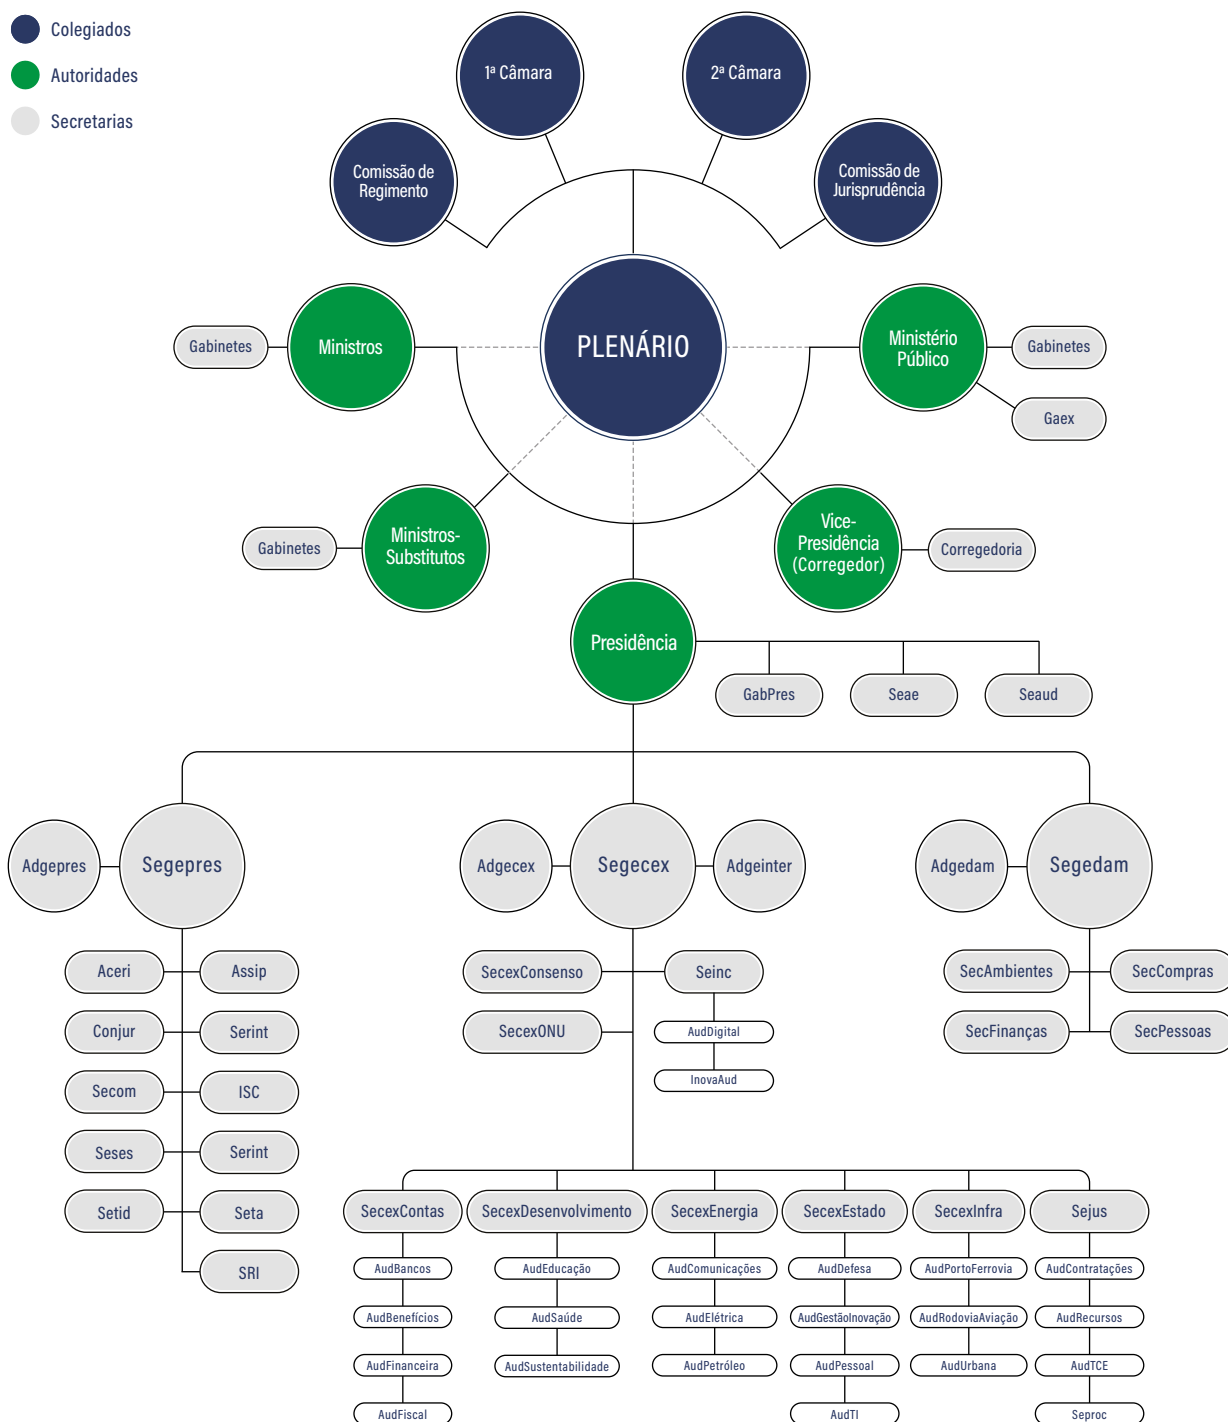 Colegiados
Autoridades
Secretarias
1ª Câmara
2ª Câmara
Comissão de
Regimento
Comissão de
Jurisprudência
Gabinetes
Ministros
PLENÁRIO
Ministério
Público
Gabinetes
Gaex
Gabinetes
Ministros-
Substitutos
Vice-
Presidência
(Corregedor)
Corregedoria
Presidência
GabPres
Seae
Seaud
Adgepres
Segepres
Adgecex
Segecex
Adgeinter
Adgedam
Segedam
Aceri
Assip
Conjur
Serint
Secom
ISC
Seses
Serint
Setid
Seta
SRI
SecexConsenso
Seinc
SecexONU
AudDigital
InovaAud
SecAmbientes
SecCompras
SecFinanças
SecPessoas
SecexContas
SecexDesenvolvimento
SecexEnergia
SecexEstado
SecexInfra
Sejus
AudBancos
AudEducação
AudComunicações
AudDefesa
AudPortoFerrovia
AudContratações
AudBenefícios
AudSaúde
AudElétrica
AudGestãoInovação
AudRodoviaAviação
AudRecursos
AudFinanceira
AudSustentabilidade
AudPetróleo
AudPessoal
AudUrbana
AudTCE
AudFiscal
AudTI
Seproc